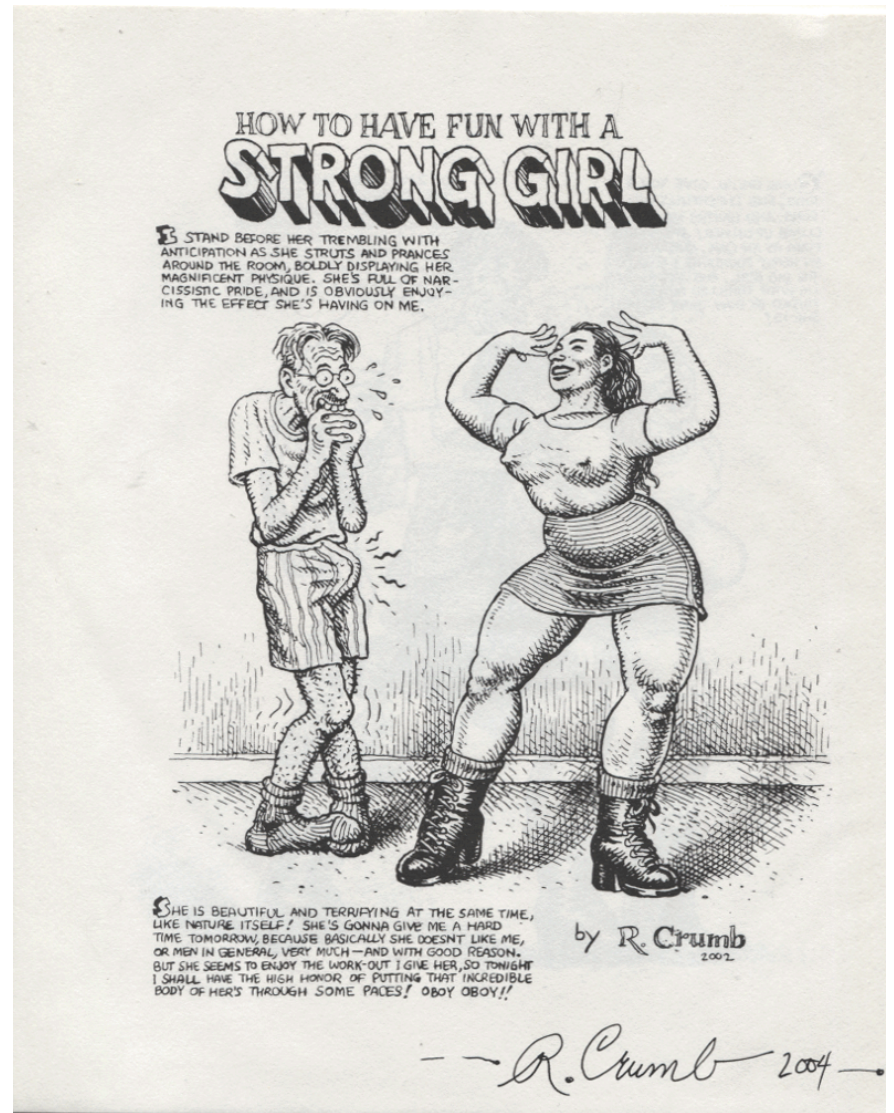 HOW TO HAVE FUN WITH A
STRONG GIRL
I STAND BEFORE HER TREMBLING WITH
ANTICIPATION AS SHE STRUTS AND PRANCES
AROUND THE ROOM, BOLDLY DISPLAYING HER
MAGNIFICENT PHYSIQUE. SHE'S FULL OF NAR-
CISSISTIC PRIDE, AND IS OBVIOUSLY ENJOY-
ING THE EFFECT SHE'S HAVING ON ME.
SHE IS BEAUTIFUL AND TERRIFYING AT THE SAME TIME,
LIKE NATURE ITSELF! SHE'S GONNA GIVE ME A HARD
TIME TOMORROW, BECAUSE BASICALLY SHE DOESN'T LIKE ME,
OR MEN IN GENERAL, VERY MUCH—AND WITH GOOD REASON.
BUT SHE SEEMS TO ENJOY THE WORK-OUT I GIVE HER, SO TONIGHT
I SHALL HAVE THE HIGH HONOR OF PUTTING THAT INCREDIBLE
BODY OF HER'S THROUGH SOME PACES! OBOY OBOY!!
by R. Crumb
2002
R. Crumb 2004